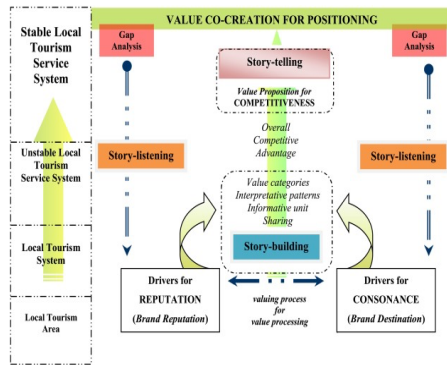 VALUE CO-CREATION FOR POSITIONING
Stable Local
Tourism
Service
System
Unstable Local
Tourism
Service System
Local Tourism
System
Local Tourism
Area
Gap
Analysis
Story-listening
Drivers for
REPUTATION
(Brand Reputation)
Story-telling
Value Proposition for
COMPETITIVENESS
Overall
Competitive
Advantage
Value categories
Interpretative patterns
Informative unit
Sharing
Story-building
valuing process
for
value processing
Gap
Analysis
Story-listening
Drivers for
CONSONANCE
(Brand Destination)